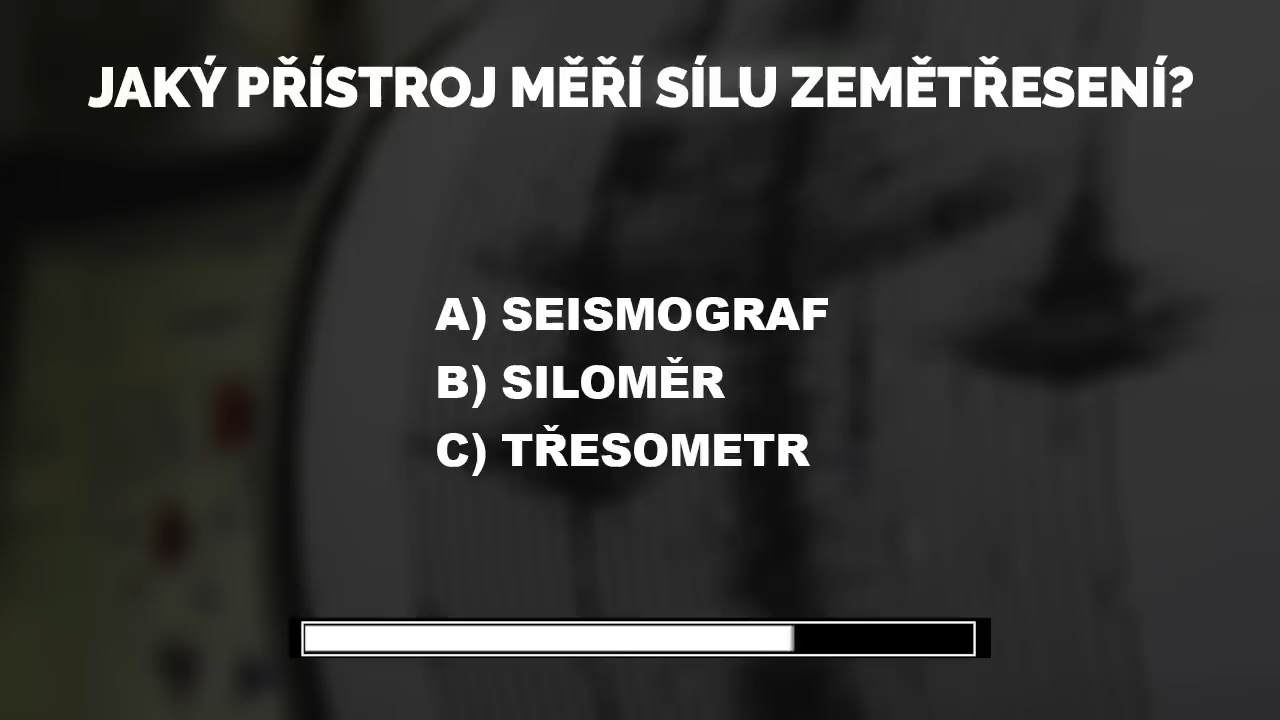 JAKÝ PŘÍSTROJ MĚŘÍ SÍLU ZEMĚTŘESENÍ?
A) SEISMOGRAF
B) SILOMĚR
C) TŘESOMETR